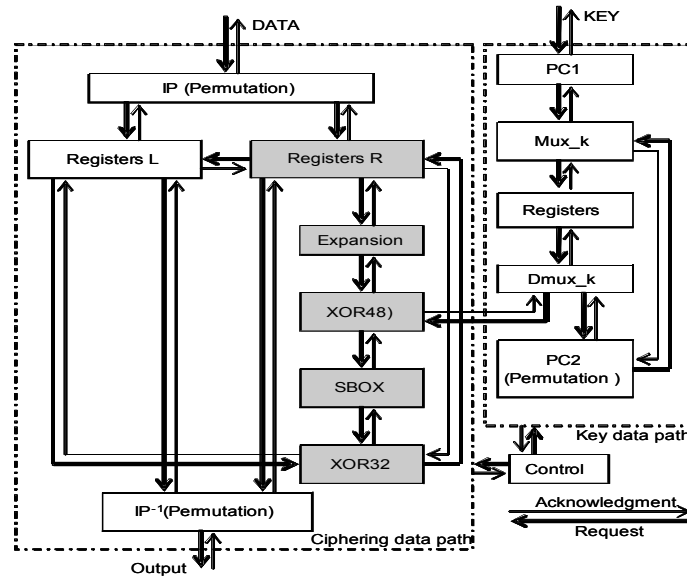 DATA
KEY
IP (Permutation)
PC1
Registers L
Registers R
Mux_k
Expansion
Registers
XOR48)
Dmux_k
SBOX
PC2
(Permutation )
XOR32
Key data path
Control
IP-1(Permutation)
Acknowledgment
Request
Ciphering data path
Output